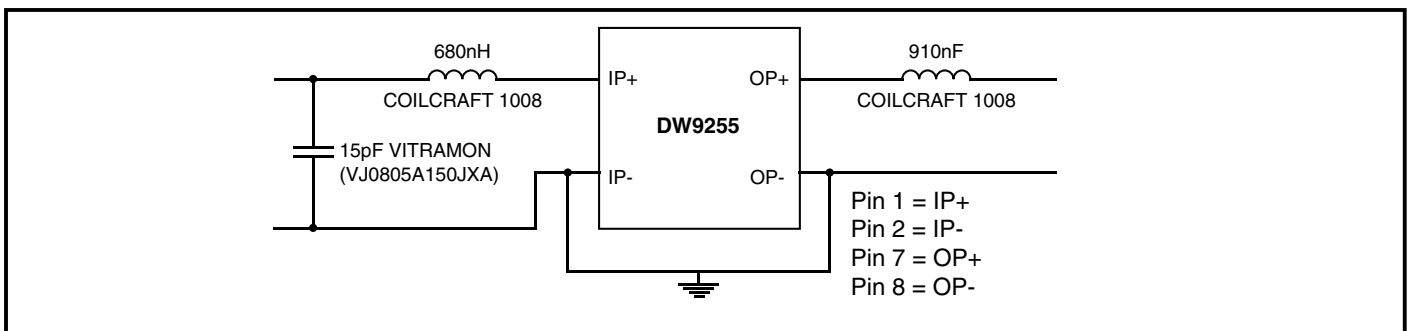 680nH
COILCRAFT 1008
15pF VITRAMON
(VJ0805A150JXA)
IP+
IP-
DW9255
OP+
OP-
910nF
COILCRAFT 1008
Pin 1 = IP+
Pin 2 = IP-
Pin 7 = OP+
Pin 8 = OP-